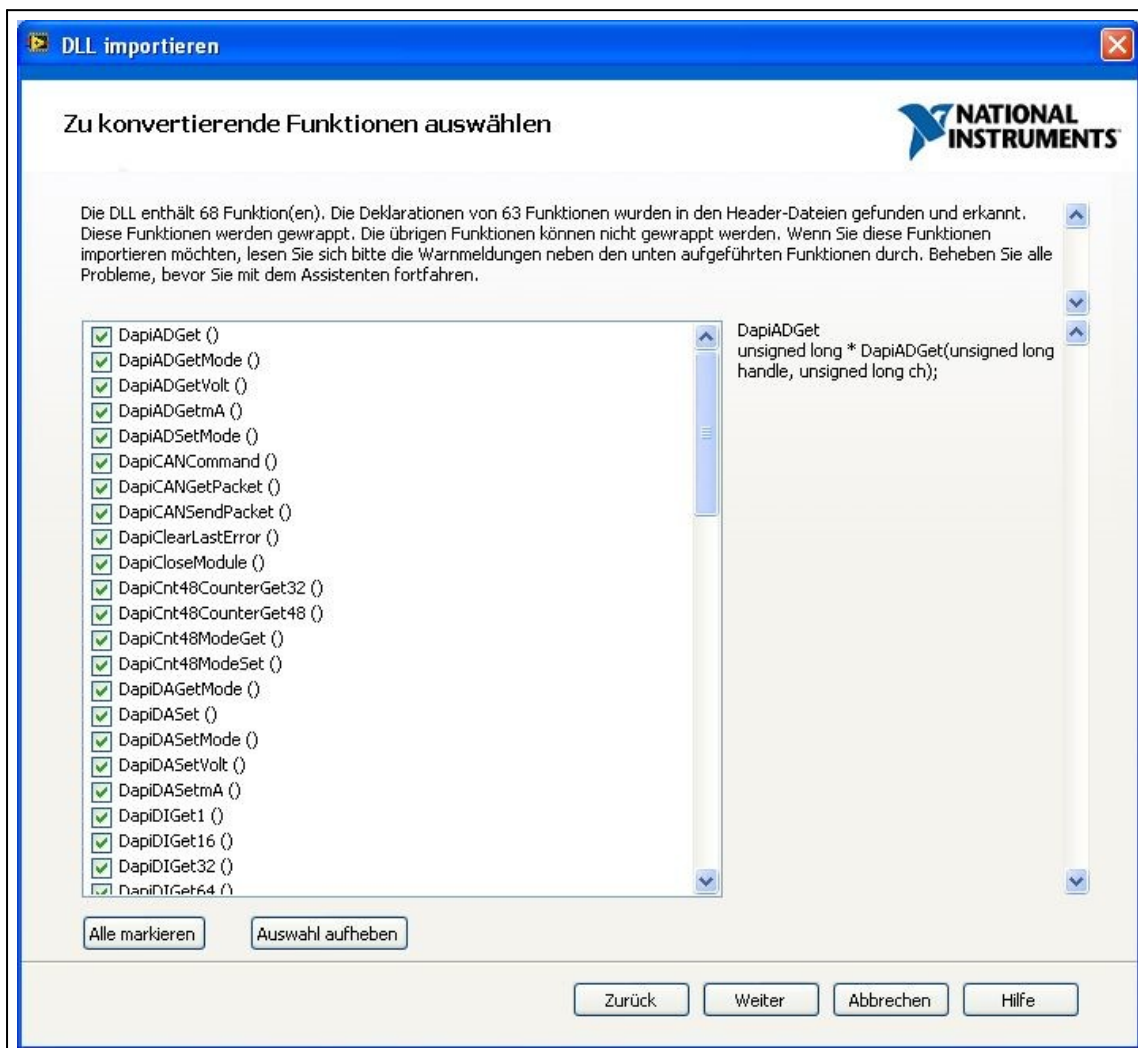 DLL importieren
Zu konvertierende Funktionen auswählen
NATIONAL
INSTRUMENTS
Die DLL enthält 68 Funktion(en). Die Deklarationen von 63 Funktionen wurden in den Header-Dateien gefunden und erkannt.
Diese Funktionen werden gewrappt. Die übrigen Funktionen können nicht gewrappt werden. Wenn Sie diese Funktionen
importieren möchten, lesen Sie sich bitte die Warnmeldungen neben den unten aufgeführten Funktionen durch. Beheben Sie alle
Probleme, bevor Sie mit dem Assistenten fortfahren.
DapiADGet ()
DapiADGetMode ()
DapiADGetVolt ()
DapiADGetmA ()
DapiADSetMode ()
DapiCANCommand ()
DapiCANGetPacket ()
DapiCANSendPacket ()
DapiClearLastError ()
DapiCloseModule ()
DapiCnt48CounterGet32 ()
DapiCnt48CounterGet48 ()
DapiCnt48ModeGet ()
DapiCnt48ModeSet ()
DapiDAGetMode ()
DapiDASet ()
DapiDASetMode ()
DapiDASetVolt ()
DapiDASetmA ()
DapiDIGet1 ()
DapiDIGet16 ()
DapiDIGet32 ()
DapiDIGet64 ()
DapiADGet
unsigned long * DapiADGet(unsigned long
handle, unsigned long ch);
Alle markieren
Auswahl aufheben
Zurück
Weiter
Abbrechen
Hilfe